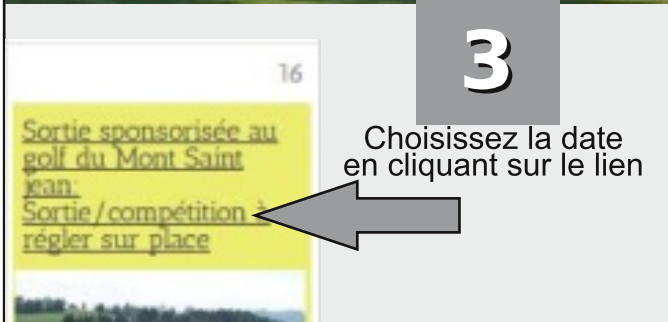 16
3
Sortie sponsorisée au
golf du Mont Saint
jean:
Sortie/compétition à
régler sur place
Choisissez la date
en cliquant sur le lien